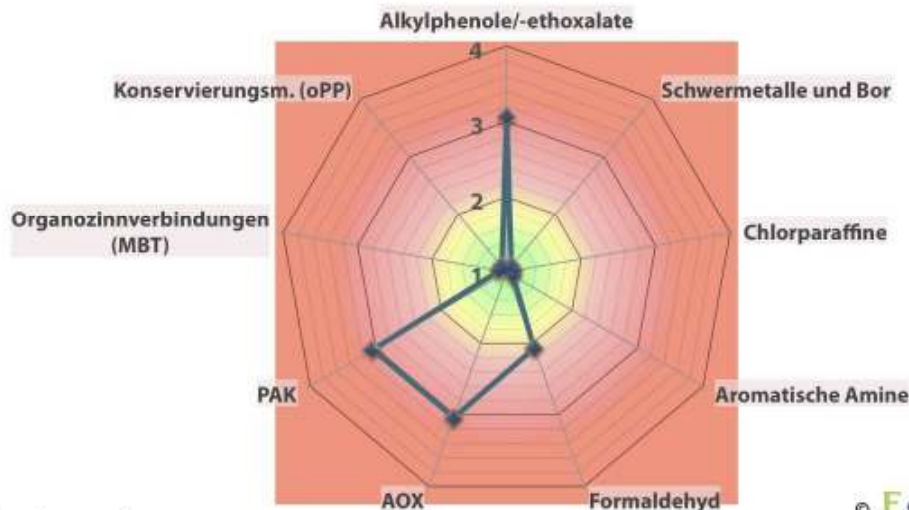 Alkylphenole/-ethoxalate
4
Konservierungsm. (oPP)
Schwermetalle und Bor
3
Organozinnverbindungen
(MBT)
2
Chlorparaffine
1
PAK
Aromatische Amine
AOX
Formaldehyd
©